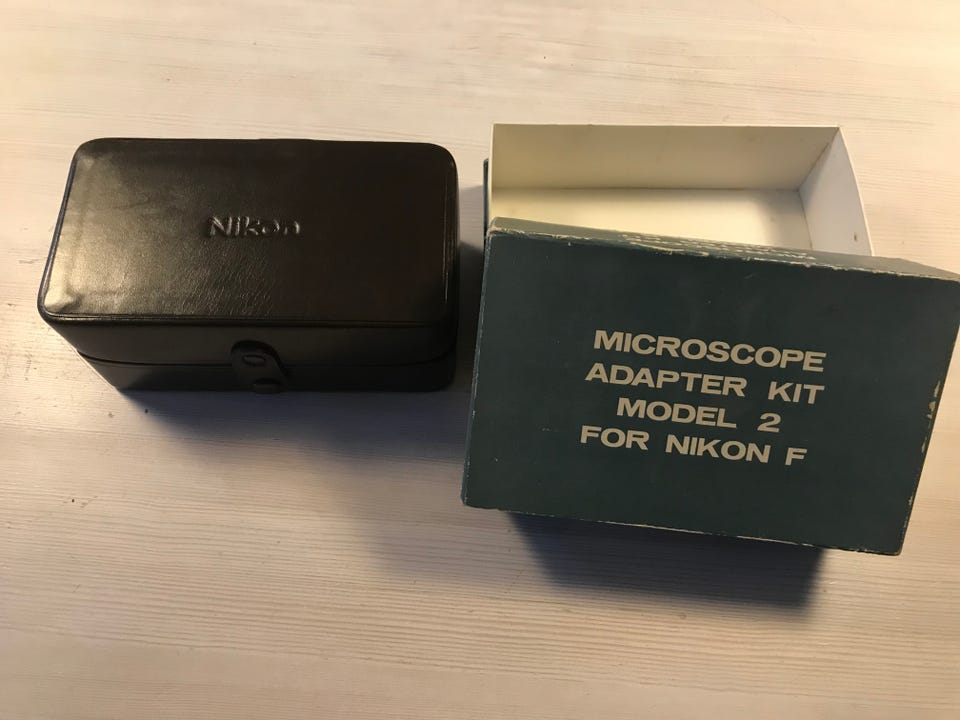 Nikon
MICROSCOPE
ADAPTER KIT
MODEL 2
FOR NIKON F